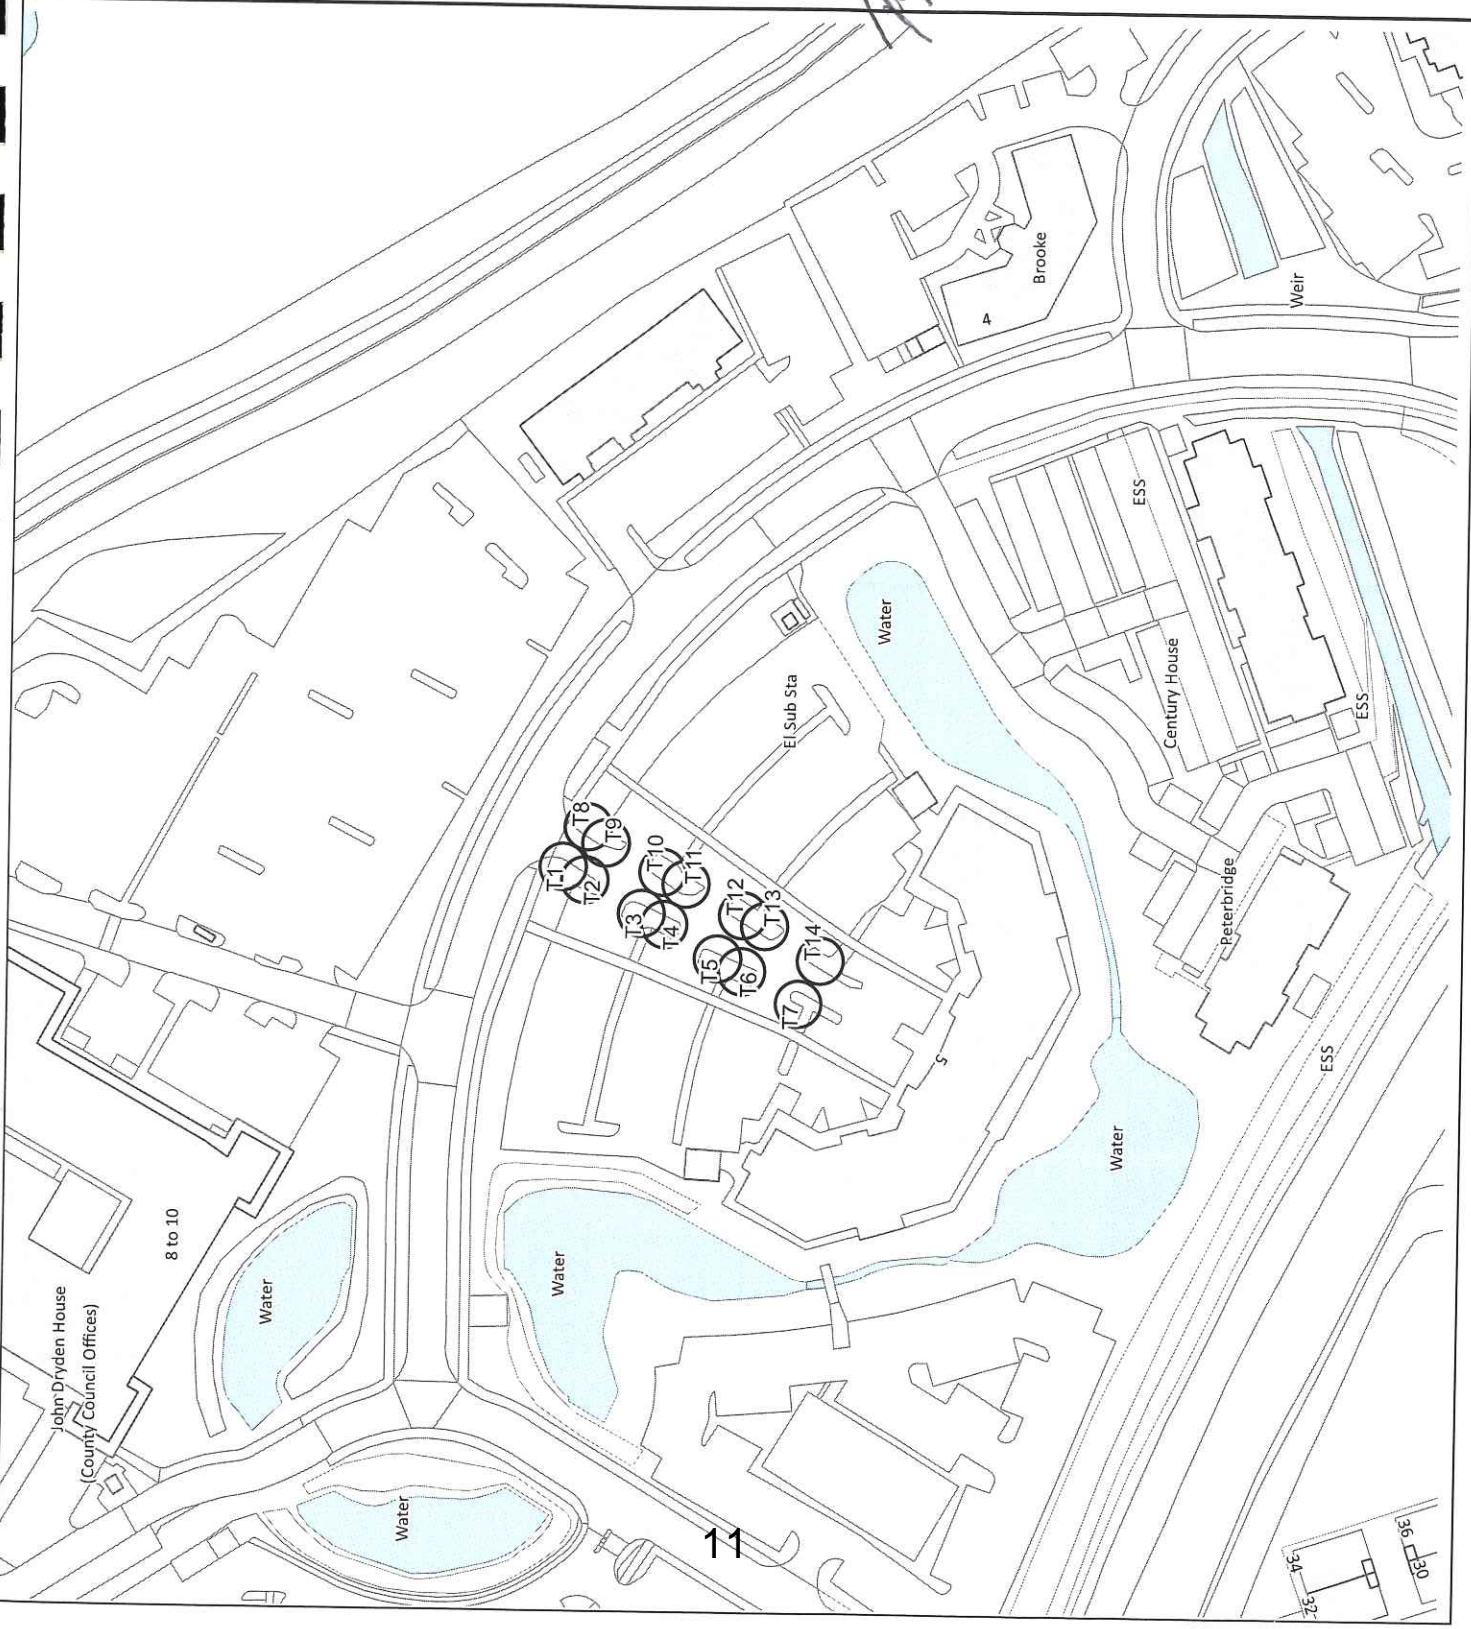 John Dryden House
(County Council Offices)
8 to 10
Water
Water
Water
Water
Water
T1
T2
T3
T4
T5
T6
T7
T8
T9
T10
T11
T12
T13
T14
El Sub Sta
5
4
Brooke
Weir
ESS
Century House
ESS
Peterbridge
ESS
34
32
36
30
11